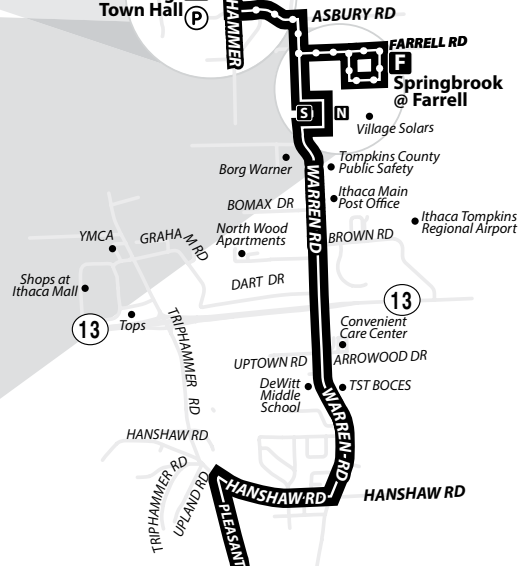 Town Hall
P
HAMMER
ASBURY RD
FARRELL RD
F
Springbrook
@ Farrell
S
N
Village Solars
Borg Warner
Tompkins County
Public Safety
WARREN RD
Ithaca Main
Post Office
BOMAX DR
Ithaca Tompkins
Regional Airport
YMCA
GRAHAM RD
North Wood
Apartments
BROWN RD
Shops at
Ithaca Mall
DART DR
13
13
Tops
TRIPHAMMER RD
Convenient
Care Center
UPTOWN RD
ARROWOOD DR
DeWitt
Middle
School
TST BOCES
WARREN-RD
HANSHAW RD
TRIPHAMMER RD
UPLAND RD
HANSHAW RD
HANSHAW RD
PLEASANT